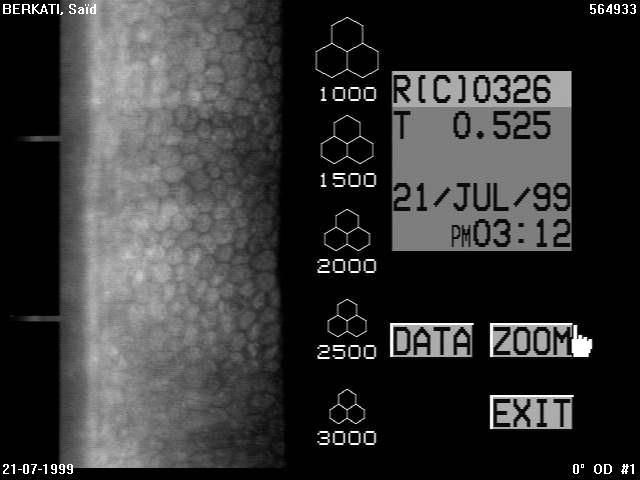 BERKATI, Saïd
564933
1000
1500
2000
2500
3000
R[C]0326
T 0.525
21/JUL/99
PM03:12
DATA
ZOOM
EXIT
21-07-1999
0° OD #1